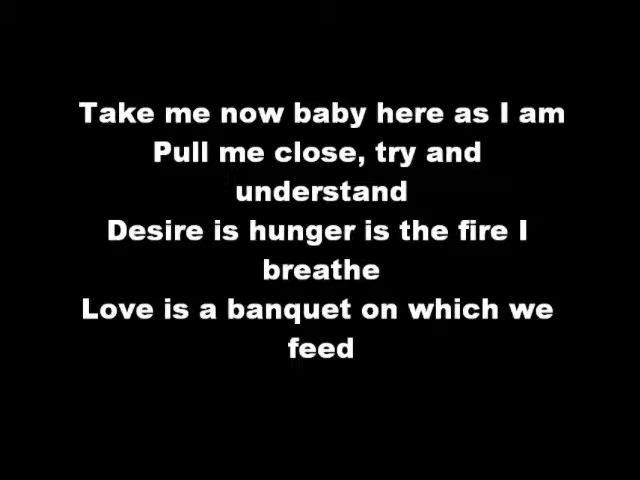 Take me now baby here as I am
Pull me close, try and
understand
Desire is hunger is the fire I
breathe
Love is a banquet on which we
feed